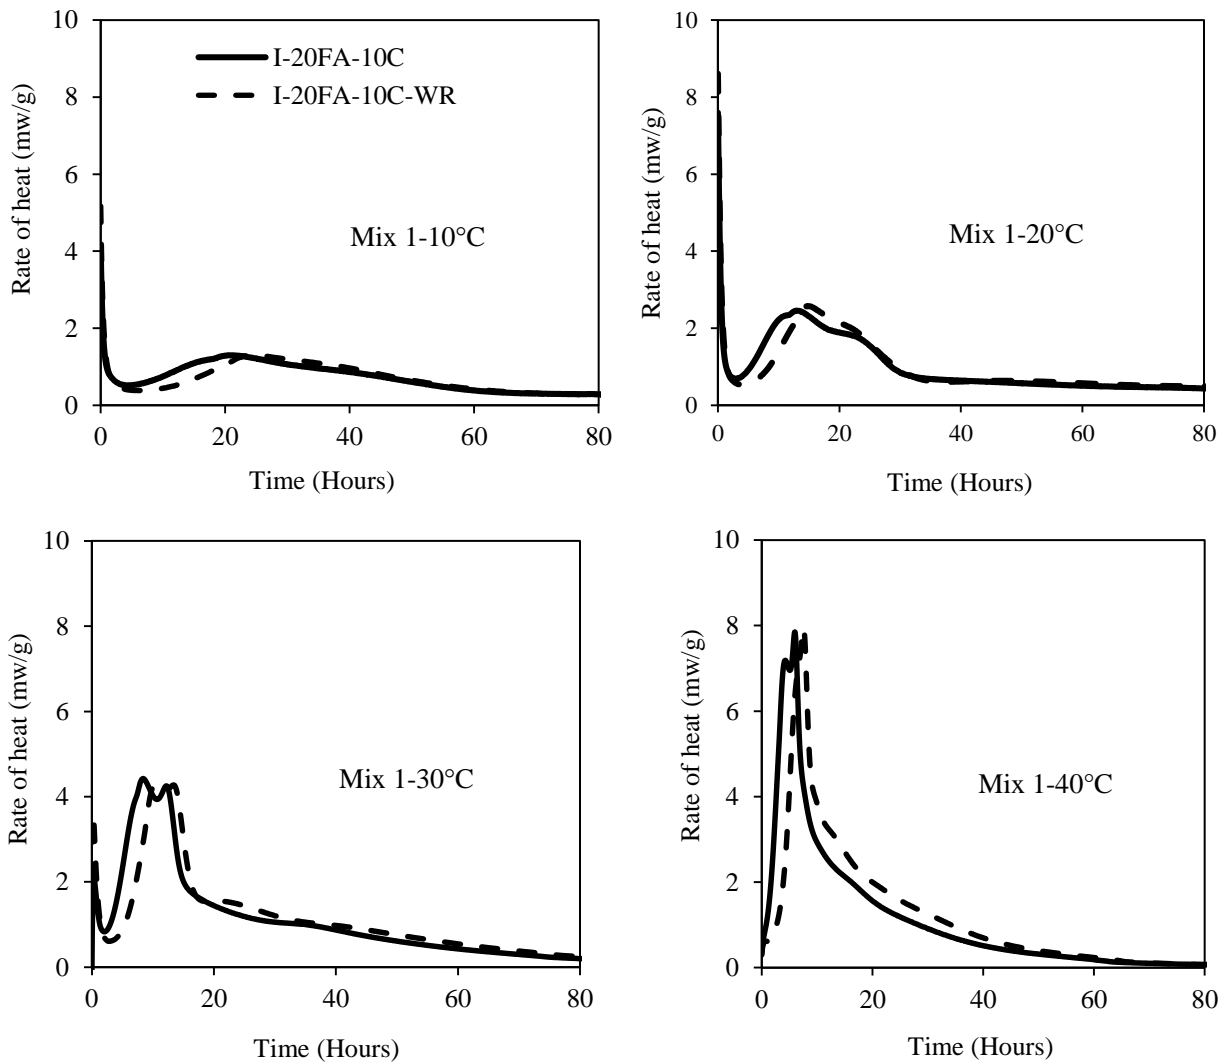 10
8
6
4
2
0
Rate of heat (mw/g)
I-20FA-10C
I-20FA-10C-WR
Mix 1-10°C
0 20 40 60 80
Time (Hours)
10
8
6
4
2
0
Rate of heat (mw/g)
Mix 1-20°C
0 20 40 60 80
Time (Hours)
10
8
6
4
2
0
Rate of heat (mw/g)
Mix 1-30°C
0 20 40 60 80
Time (Hours)
10
8
6
4
2
0
Rate of heat (mw/g)
Mix 1-40°C
0 20 40 60 80
Time (Hours)